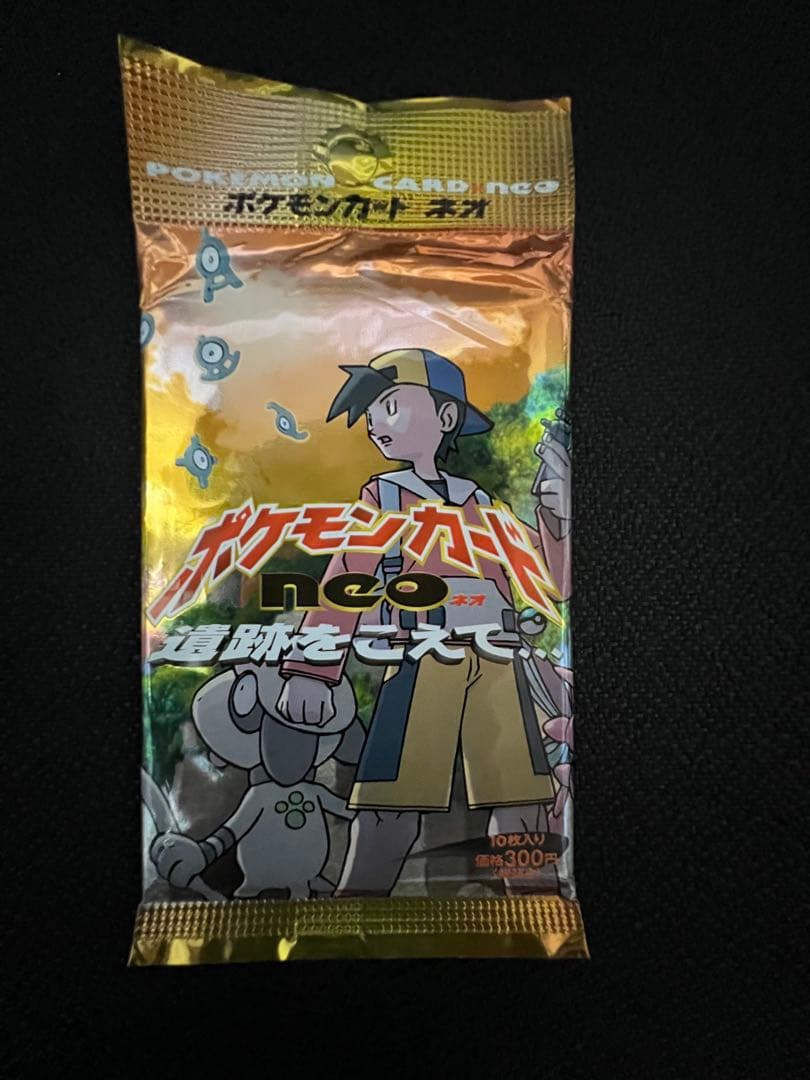 POKÉMON CARD neo
ポケモンカード ネオ
ポケモンカード
neo ネオ
遺跡をこえて...
10枚入り
価格300円